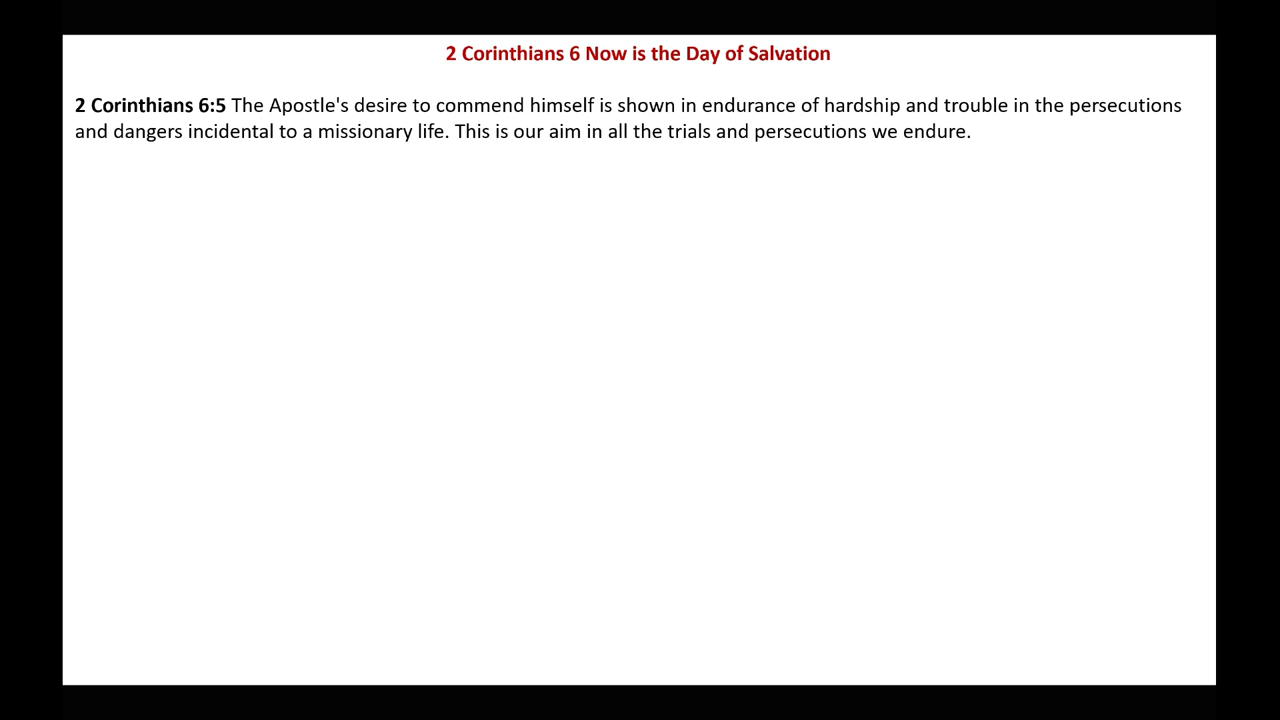 2 Corinthians 6 Now is the Day of Salvation
2 Corinthians 6:5 The Apostle's desire to commend himself is shown in endurance of hardship and trouble in the persecutions
and dangers incidental to a missionary life. This is our aim in all the trials and persecutions we endure.